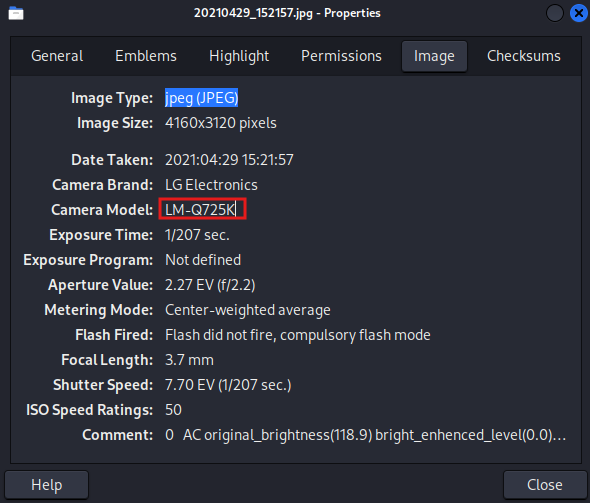 20210429_152157.jpg - Properties
General Emblems Highlight Permissions Image Checksums
Image Type: jpeg (JPEG)
Image Size: 4160x3120 pixels
Date Taken: 2021:04:29 15:21:57
Camera Brand: LG Electronics
Camera Model: LM-Q725K
Exposure Time: 1/207 sec.
Exposure Program: Not defined
Aperture Value: 2.27 EV (f/2.2)
Metering Mode: Center-weighted average
Flash Fired: Flash did not fire, compulsory flash mode
Focal Length: 3.7 mm
Shutter Speed: 7.70 EV (1/207 sec.)
ISO Speed Ratings: 50
Comment: 0 AC original_brightness(118.9) bright_enhenced_level(0.0)...
Help Close